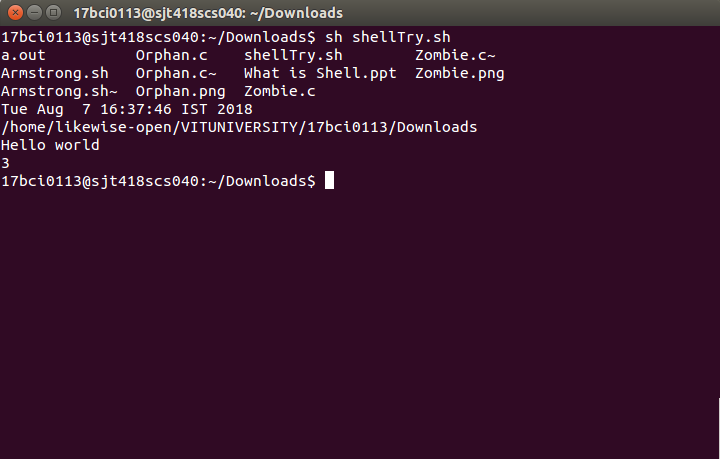 17bci0113@sjt418scs040: ~/Downloads
17bci0113@sjt418scs040:~/Downloads$ sh shellTry.sh
a.out          Orphan.c    shellTry.sh        Zombie.c~
Armstrong.sh   Orphan.c~   What is Shell.ppt  Zombie.png
Armstrong.sh~  Orphan.png  Zombie.c
Tue Aug  7 16:37:46 IST 2018
/home/likewise-open/VITUNIVERSITY/17bci0113/Downloads
Hello world
3
17bci0113@sjt418scs040:~/Downloads$